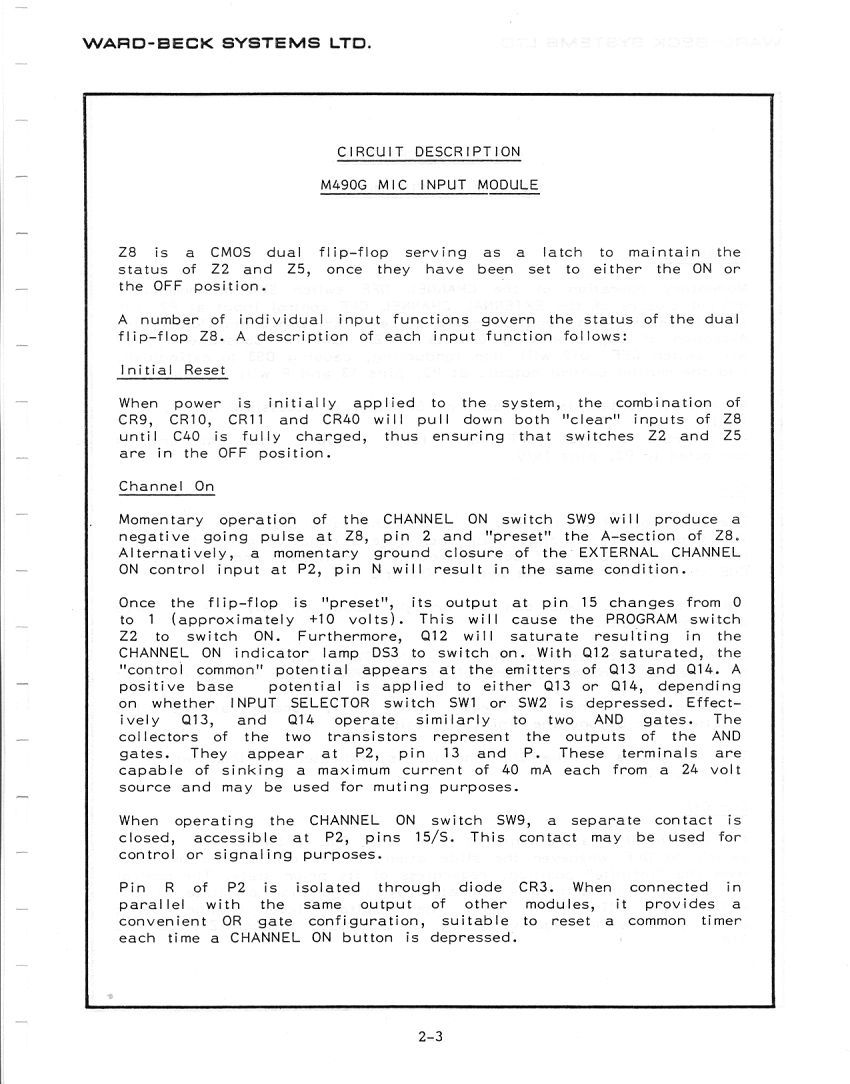 WARD-BECK SYSTEMS LTD.
CIRCUIT DESCRIPTION
M490G MIC INPUT MODULE
Z8 is a CMOS dual flip-flop serving as a latch to maintain the
status of Z2 and Z5, once they have been set to either the ON or
the OFF position.
A number of individual input functions govern the status of the dual
flip-flop Z8. A description of each input function follows:
Initial Reset
When power is initially applied to the system, the combination of
CR9, CR10, CR11 and CR40 will pull down both "clear" inputs of Z8
until C40 is fully charged, thus ensuring that switches Z2 and Z5
are in the OFF position.
Channel On
Momentary operation of the CHANNEL ON switch SW9 will produce a
negative going pulse at Z8, pin 2 and "preset" the A-section of Z8.
Alternatively, a momentary ground closure of the EXTERNAL CHANNEL
ON control input at P2, pin N will result in the same condition.
Once the flip-flop is "preset", its output at pin 15 changes from 0
to 1 (approximately +10 volts). This will cause the PROGRAM switch
Z2 to switch ON. Furthermore, Q12 will saturate resulting in the
CHANNEL ON indicator lamp DS3 to switch on. With Q12 saturated, the
"control common" potential appears at the emitters of Q13 and Q14. A
positive base potential is applied to either Q13 or Q14, depending
on whether INPUT SELECTOR switch SW1 or SW2 is depressed. Effect-
ively Q13, and Q14 operate similarly to two AND gates. The
collectors of the two transistors represent the outputs of the AND
gates. They appear at P2, pin 13 and P. These terminals are
capable of sinking a maximum current of 40 mA each from a 24 volt
source and may be used for muting purposes.
When operating the CHANNEL ON switch SW9, a separate contact is
closed, accessible at P2, pins 15/S. This contact may be used for
control or signaling purposes.
Pin R of P2 is isolated through diode CR3. When connected in
parallel with the same output of other modules, it provides a
convenient OR gate configuration, suitable to reset a common timer
each time a CHANNEL ON button is depressed.
2-3